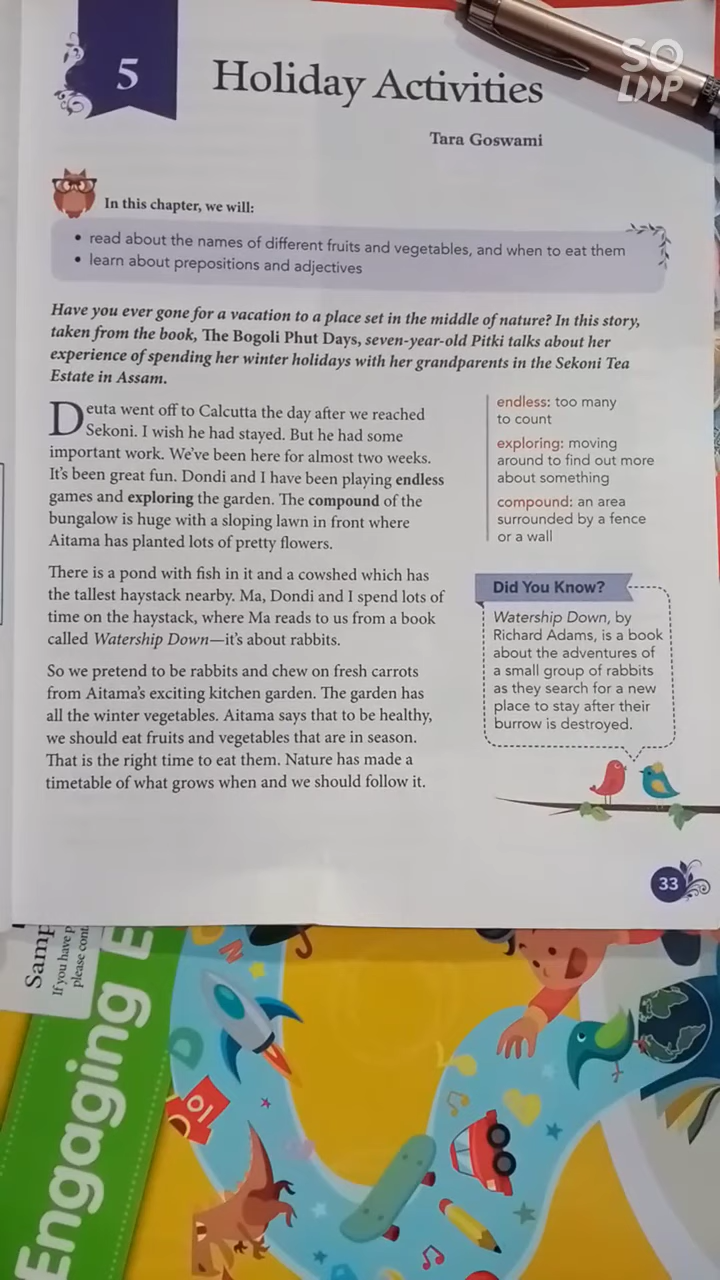 SO
LOOP
5
Holiday Activities
Tara Goswami
In this chapter, we will:
• read about the names of different fruits and vegetables, and when to eat them
• learn about prepositions and adjectives
Have you ever gone for a vacation to a place set in the middle of nature? In this story,
taken from the book, The Bogoli Phut Days, seven-year-old Pitki talks about her
experience of spending her winter holidays with her grandparents in the Sekoni Tea
Estate in Assam.
Deuta went off to Calcutta the day after we reached
Sekoni. I wish he had stayed. But he had some
important work. We've been here for almost two weeks.
It's been great fun. Dondi and I have been playing endless
games and exploring the garden. The compound of the
bungalow is huge with a sloping lawn in front where
Aitama has planted lots of pretty flowers.
There is a pond with fish in it and a cowshed which has
the tallest haystack nearby. Ma, Dondi and I spend lots of
time on the haystack, where Ma reads to us from a book
called Watership Down—it's about rabbits.
So we pretend to be rabbits and chew on fresh carrots
from Aitama's exciting kitchen garden. The garden has
all the winter vegetables. Aitama says that to be healthy,
we should eat fruits and vegetables that are in season.
That is the right time to eat them. Nature has made a
timetable of what grows when and we should follow it.
endless: too many
to count
exploring: moving
around to find out more
about something
compound: an area
surrounded by a fence
or a wall
Did You Know?
Watership Down, by
Richard Adams, is a book
about the adventures of
a small group of rabbits
as they search for a new
place to stay after their
burrow is destroyed.
33
Samp
If you have p
please cont
Engaging E